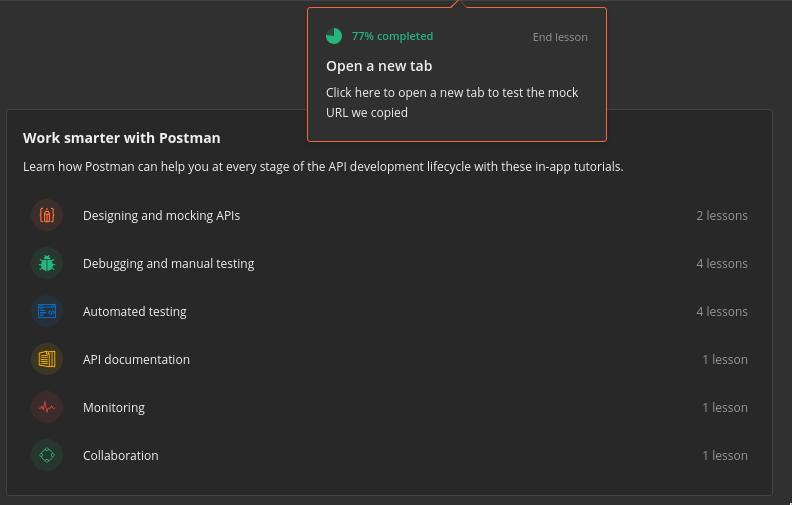 77% completed
End lesson
Open a new tab
Click here to open a new tab to test the mock
URL we copied
Work smarter with Postman
Learn how Postman can help you at every stage of the API development lifecycle with these in-app tutorials.
Designing and mocking APIs
2 lessons
Debugging and manual testing
4 lessons
Automated testing
4 lessons
API documentation
1 lesson
Monitoring
1 lesson
Collaboration
1 lesson